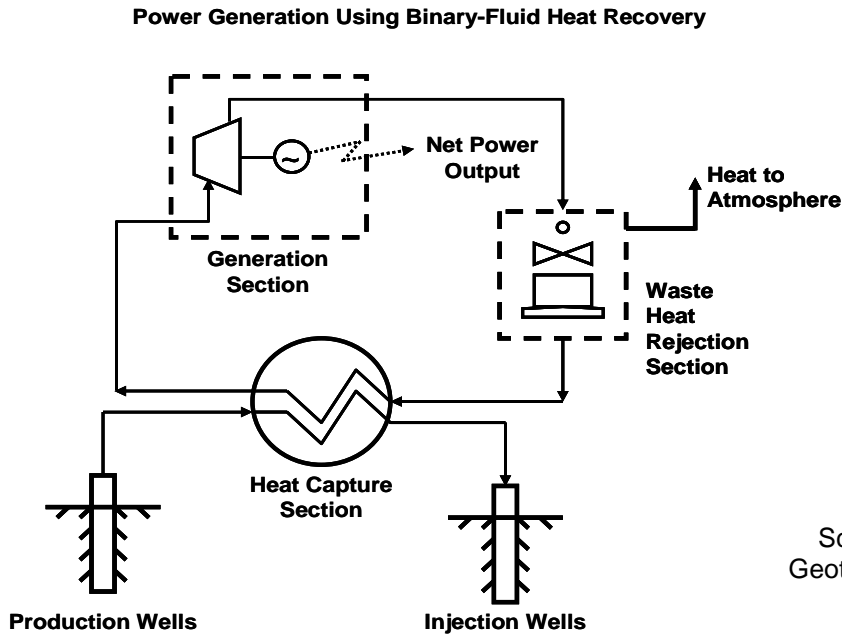 Power Generation Using Binary-Fluid Heat Recovery
Net Power
Output
Heat to
Atmosphere
Generation
Section
Waste
Heat
Rejection
Section
Heat Capture
Section
Production Wells
Injection Wells